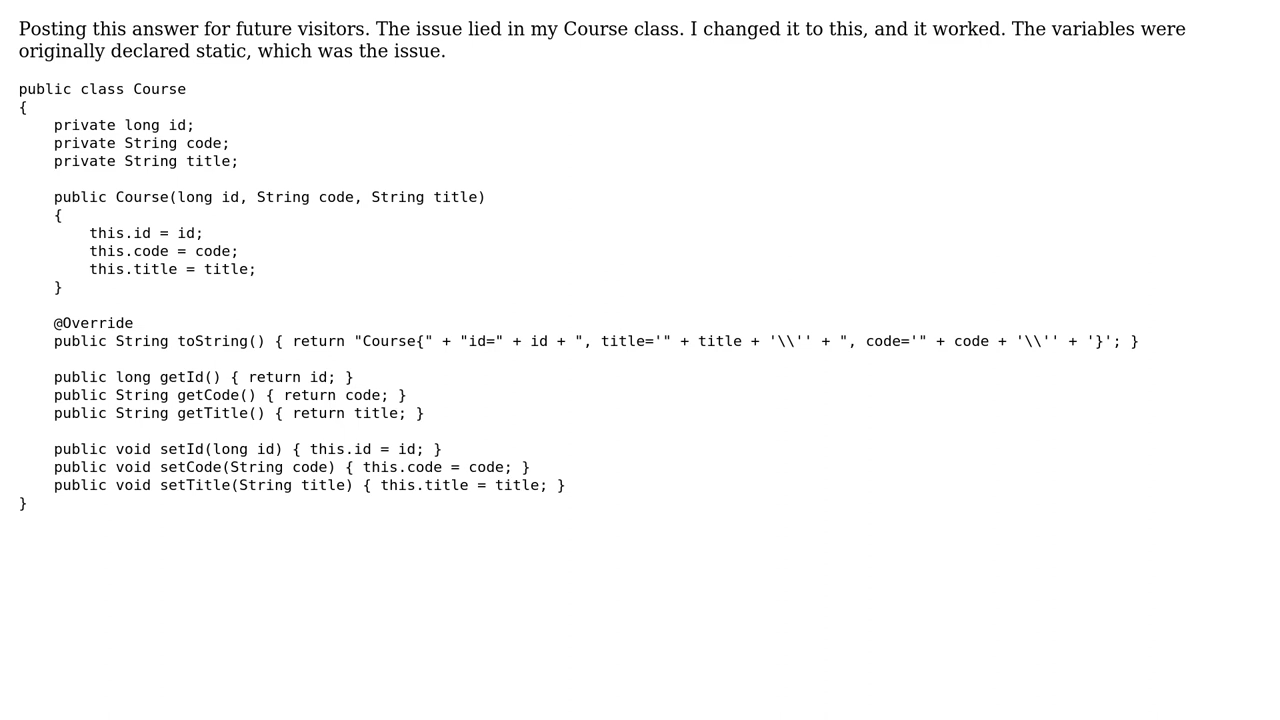 Posting this answer for future visitors. The issue lied in my Course class. I changed it to this, and it worked. The variables were
originally declared static, which was the issue.
public class Course
{
    private long id;
    private String code;
    private String title;

    public Course(long id, String code, String title)
    {
        this.id = id;
        this.code = code;
        this.title = title;
    }

    @Override
    public String toString() { return "Course{" + "id=" + id + ", title='" + title + '\\'' + ", code='" + code + '\\'' + '}'; }

    public long getId() { return id; }
    public String getCode() { return code; }
    public String getTitle() { return title; }

    public void setId(long id) { this.id = id; }
    public void setCode(String code) { this.code = code; }
    public void setTitle(String title) { this.title = title; }
}